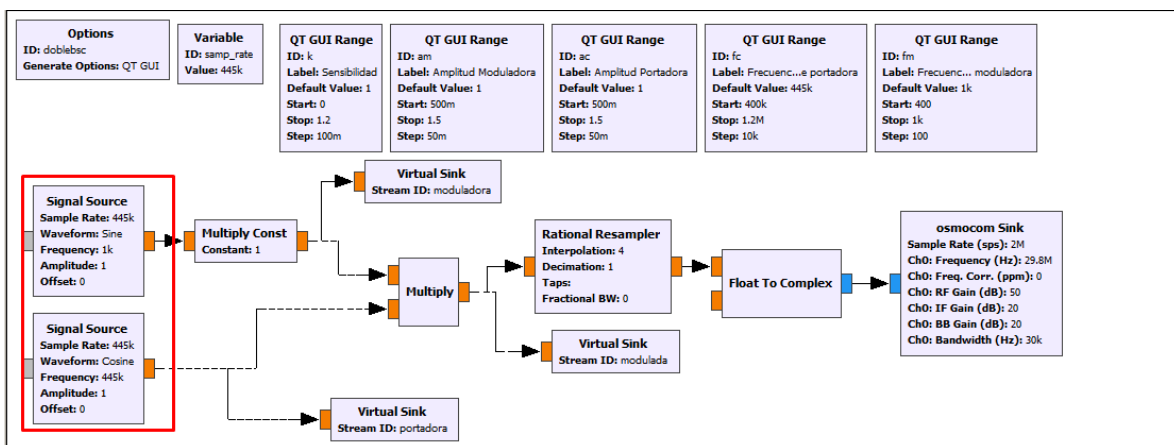 Options
ID: doblebsc
Generate Options: QT GUI
Variable
ID: samp_rate
Value: 445k
QT GUI Range
ID: k
Label: Sensibilidad
Default Value: 1
Start: 0
Stop: 1.2
Step: 100m
QT GUI Range
ID: am
Label: Amplitud Moduladora
Default Value: 1
Start: 500m
Stop: 1.5
Step: 50m
QT GUI Range
ID: ac
Label: Amplitud Portadora
Default Value: 1
Start: 500m
Stop: 1.5
Step: 50m
QT GUI Range
ID: fc
Label: Frecuenc...e portadora
Default Value: 445k
Start: 400k
Stop: 1.2M
Step: 10k
QT GUI Range
ID: fm
Label: Frecuenc... moduladora
Default Value: 1k
Start: 400
Stop: 1k
Step: 100
Virtual Sink
Stream ID: moduladora
Signal Source
Sample Rate: 445k
Waveform: Sine
Frequency: 1k
Amplitude: 1
Offset: 0
Multiply Const
Constant: 1
Multiply
Rational Resampler
Interpolation: 4
Decimation: 1
Taps:
Fractional BW: 0
Float To Complex
osmocom Sink
Sample Rate (sps): 2M
Ch0: Frequency (Hz): 29.8M
Ch0: Freq. Corr. (ppm): 0
Ch0: RF Gain (dB): 50
Ch0: IF Gain (dB): 20
Ch0: BB Gain (dB): 20
Ch0: Bandwidth (Hz): 30k
Signal Source
Sample Rate: 445k
Waveform: Cosine
Frequency: 445k
Amplitude: 1
Offset: 0
Virtual Sink
Stream ID: modulada
Virtual Sink
Stream ID: portadora